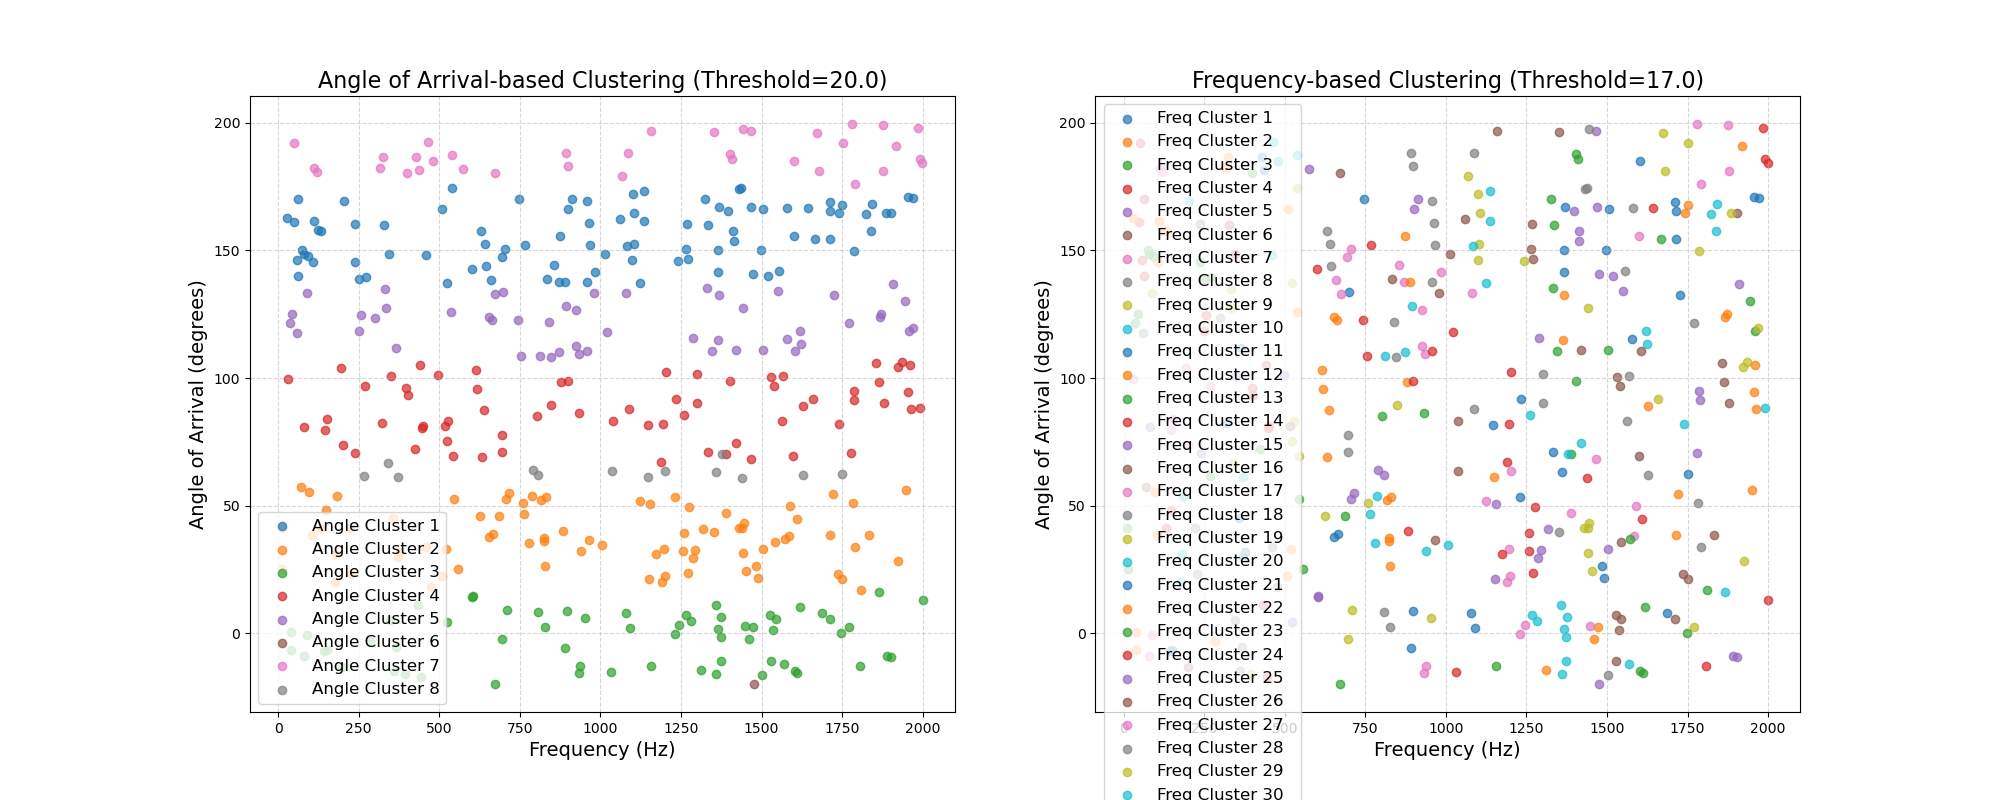 Angle of Arrival-based Clustering (Threshold=20.0)
200
150
100
50
0
Angle of Arrival (degrees)
Angle Cluster 1
Angle Cluster 2
Angle Cluster 3
Angle Cluster 4
Angle Cluster 5
Angle Cluster 6
Angle Cluster 7
Angle Cluster 8
0 250 500 750 1000 1250 1500 1750 2000
Frequency (Hz)
Frequency-based Clustering (Threshold=17.0)
200
150
100
50
0
Angle of Arrival (degrees)
Freq Cluster 1
Freq Cluster 2
Freq Cluster 3
Freq Cluster 4
Freq Cluster 5
Freq Cluster 6
Freq Cluster 7
Freq Cluster 8
Freq Cluster 9
Freq Cluster 10
Freq Cluster 11
Freq Cluster 12
Freq Cluster 13
Freq Cluster 14
Freq Cluster 15
Freq Cluster 16
Freq Cluster 17
Freq Cluster 18
Freq Cluster 19
Freq Cluster 20
Freq Cluster 21
Freq Cluster 22
Freq Cluster 23
Freq Cluster 24
Freq Cluster 25
Freq Cluster 26
Freq Cluster 27
Freq Cluster 28
Freq Cluster 29
Freq Cluster 30
0 250 500 750 1000 1250 1500 1750 2000
Frequency (Hz)